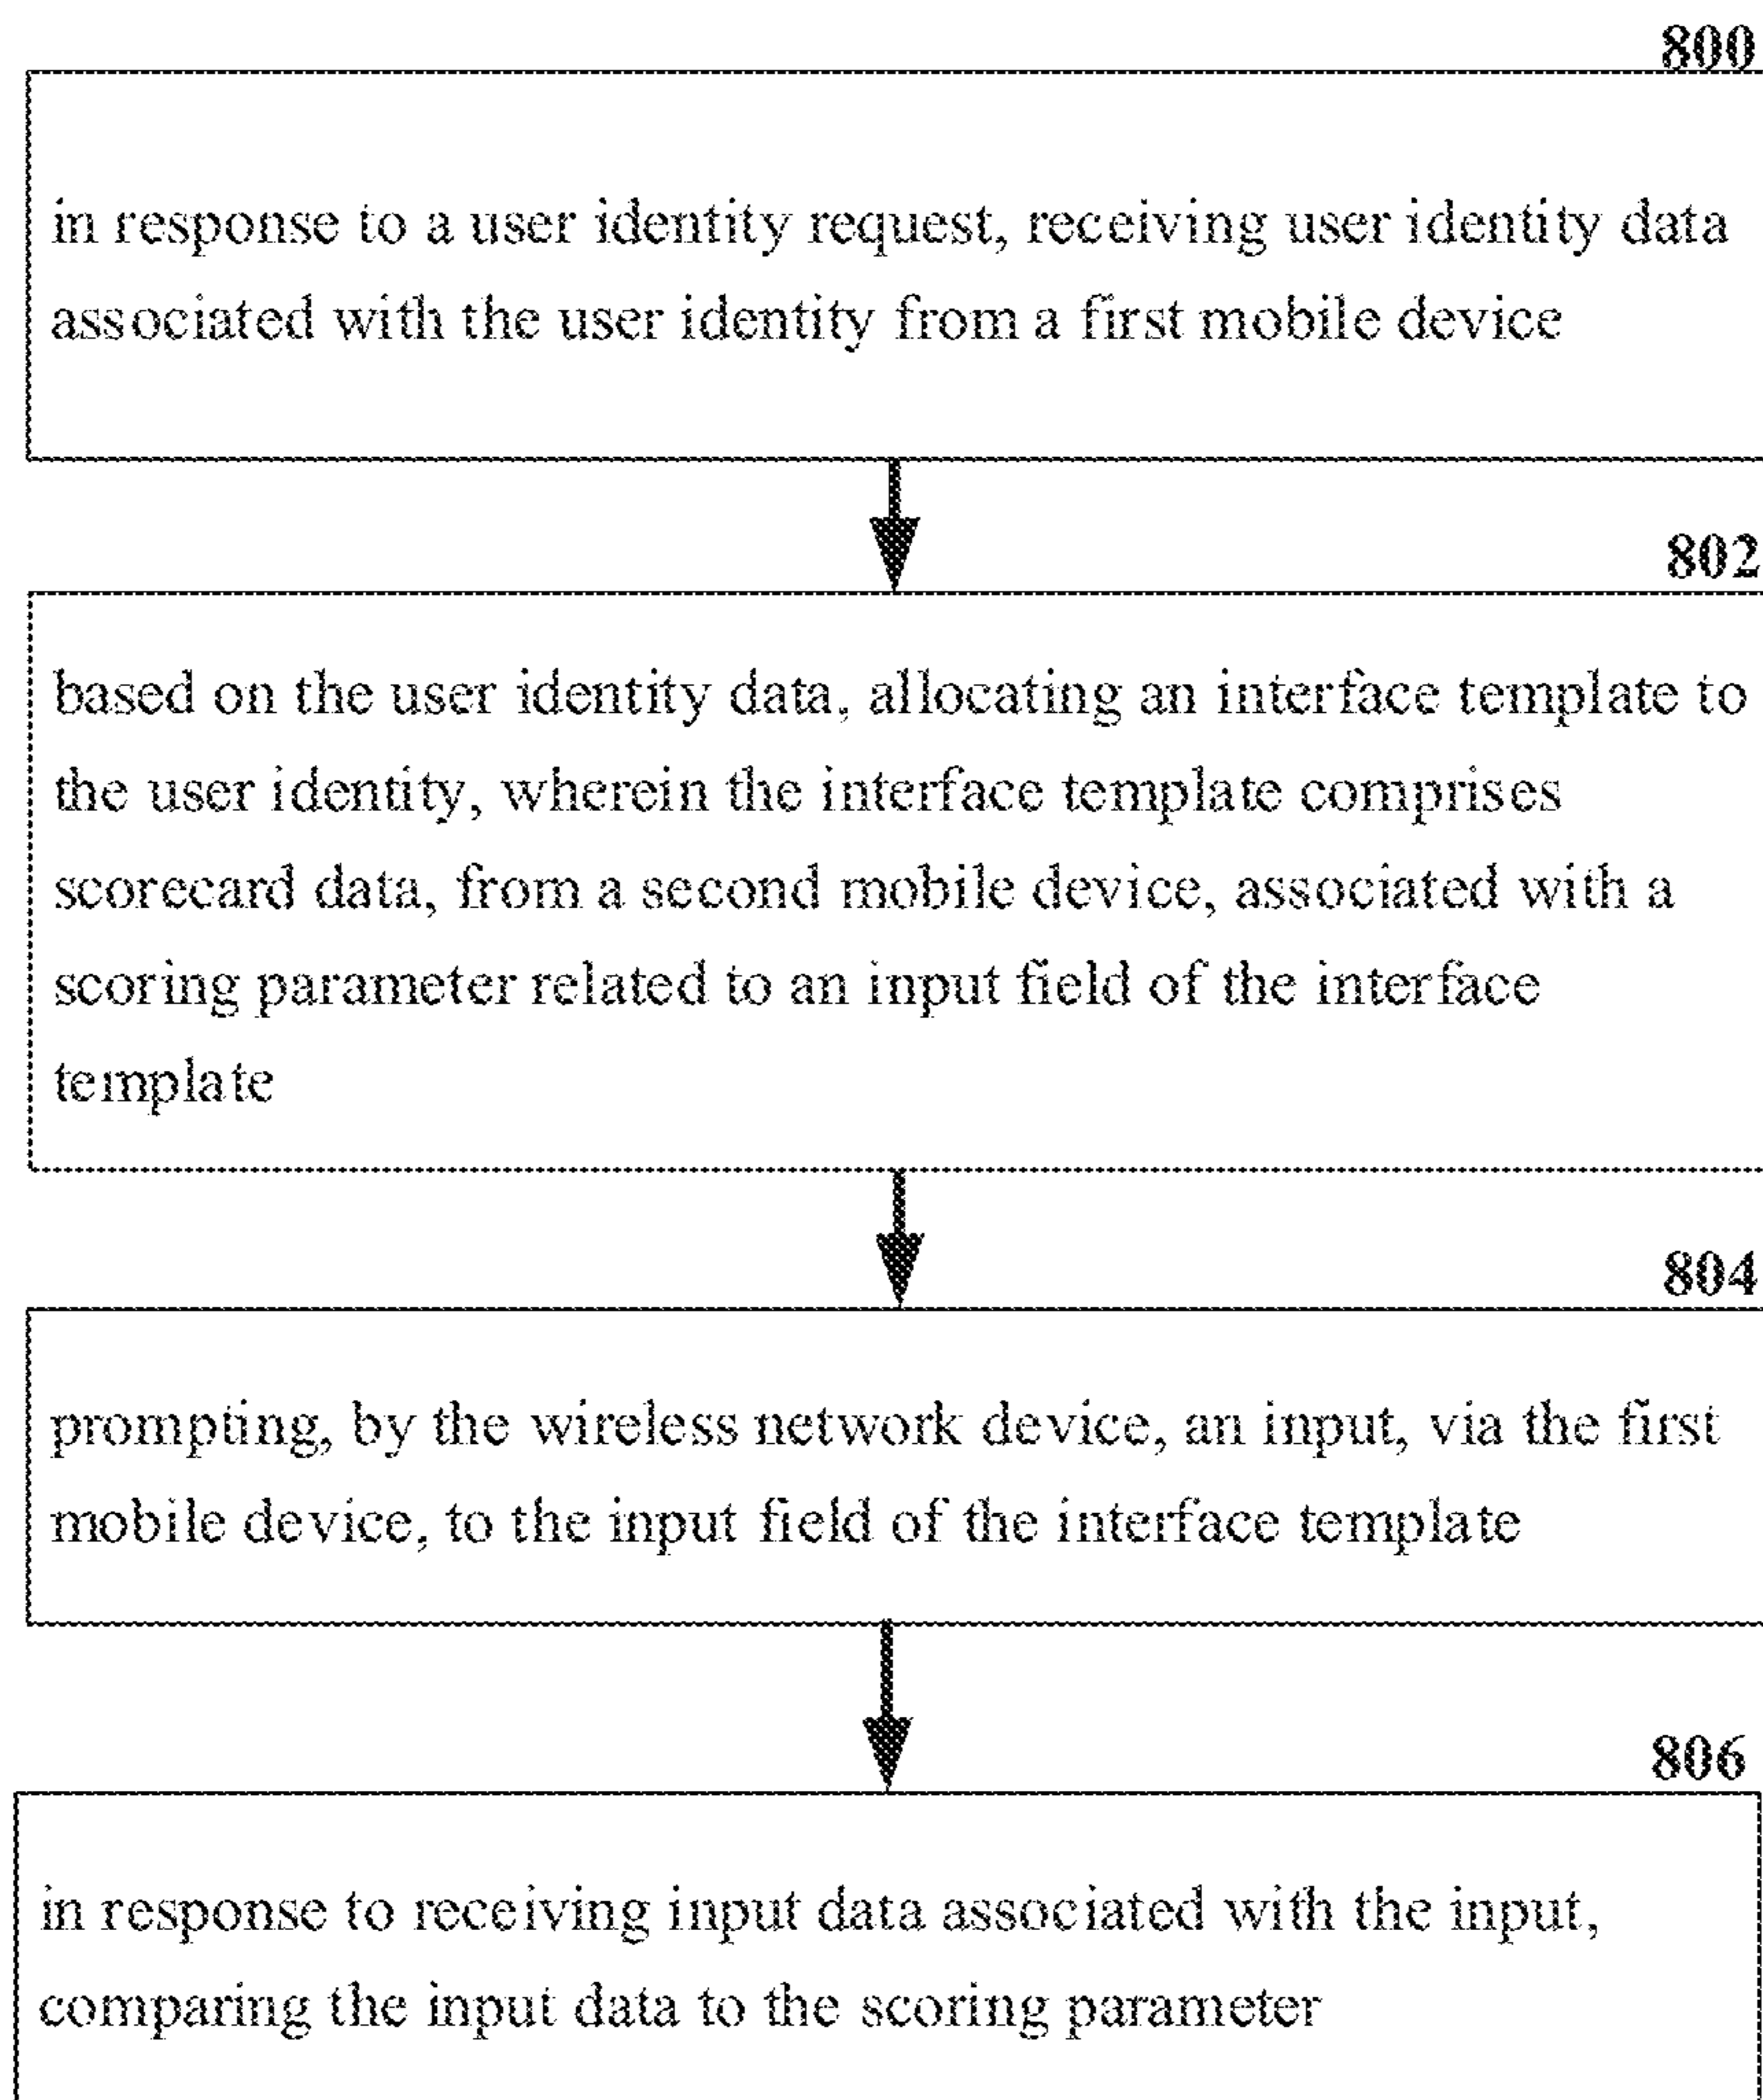 800
in response to a user identity request, receiving user identity data
associated with the user identity from a first mobile device
802
based on the user identity data, allocating an interface template to
the user identity, wherein the interface template comprises
scorecard data, from a second mobile device, associated with a
scoring parameter related to an input field of the interface
template
804
prompting, by the wireless network device, an input, via the first
mobile device, to the input field of the interface template
806
in response to receiving input data associated with the input,
comparing the input data to the scoring parameter